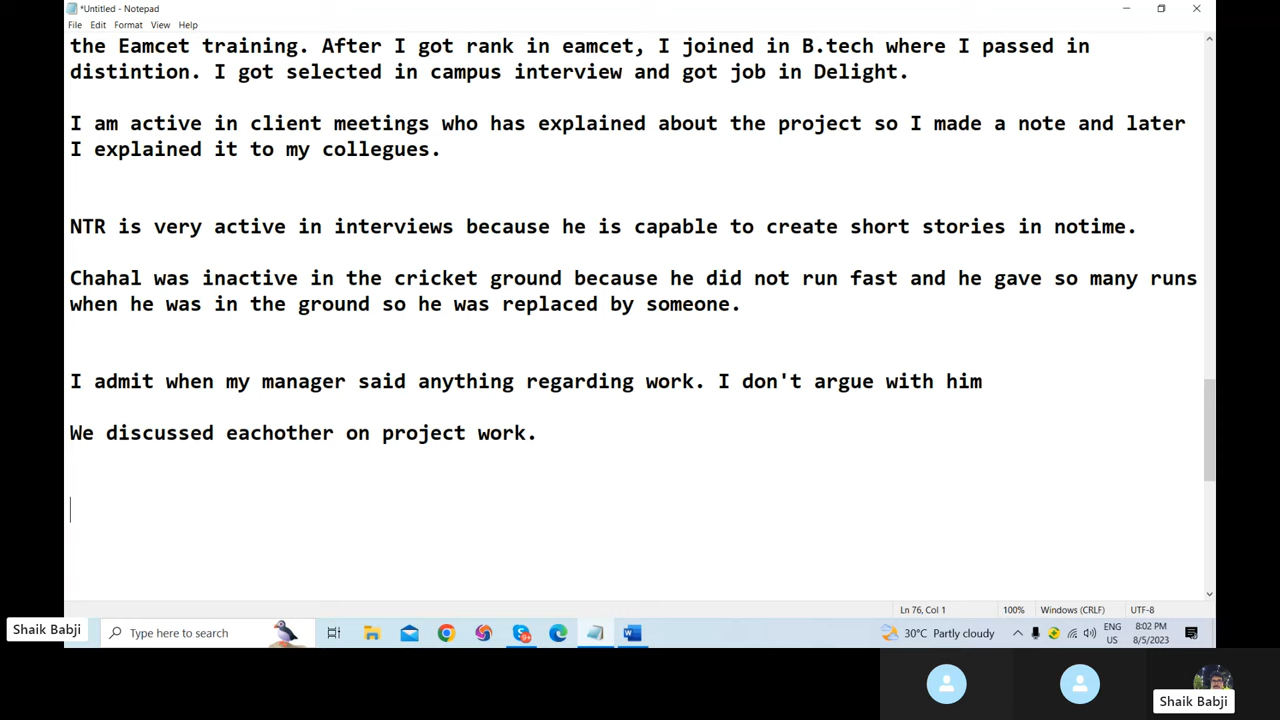 *Untitled - Notepad
File Edit Format View Help
the Eamcet training. After I got rank in eamcet, I joined in B.tech where I passed in
distintion. I got selected in campus interview and got job in Delight.
I am active in client meetings who has explained about the project so I made a note and later
I explained it to my collegues.
NTR is very active in interviews because he is capable to create short stories in notime.
Chahal was inactive in the cricket ground because he did not run fast and he gave so many runs
when he was in the ground so he was replaced by someone.
I admit when my manager said anything regarding work. I don't argue with him
We discussed eachother on project work.
Ln 76, Col 1 100% Windows (CRLF) UTF-8
Shaik Babji
Type here to search
30°C Partly cloudy
ENG
US
8:02 PM
8/5/2023
Shaik Babji